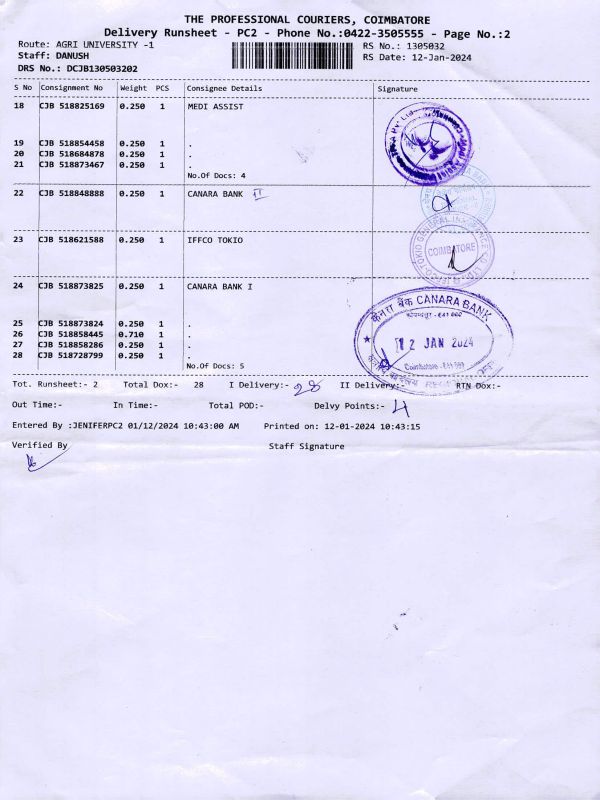 THE PROFESSIONAL COURIERS, COIMBATORE
Delivery Runsheet - PC2 - Phone No.:0422-3505555 - Page No.:2
Route: AGRI UNIVERSITY -1 RS No.: 1305032
Staff: DANUSH RS Date: 12-Jan-2024
DRS No.: DCJB130503202
S No Consignment No Weight PCS Consignee Details Signature
18 CJB 518825169 0.250 1 MEDI ASSIST
19 CJB 518854458 0.250 1 .
20 CJB 518684878 0.250 1 .
21 CJB 518873467 0.250 1 .
No.Of Docs: 4
22 CJB 518848888 0.250 1 CANARA BANK II
23 CJB 518621588 0.250 1 IFFCO TOKIO
COIMBATORE
24 CJB 518873825 0.250 1 CANARA BANK I
केनरा बैंक CANARA BANK
25 CJB 518873824 0.250 1 .
26 CJB 518858445 0.710 1 .
12 JAN 2024
27 CJB 518858286 0.250 1 .
28 CJB 518728799 0.250 1 .
No.Of Docs: 5
Tot. Runsheet:- 2 Total Dox:- 28 I Delivery:- 28 II Delivery:- RTN Dox:-
Out Time:- In Time:- Total POD:- Delvy Points:- 4
Entered By :JENIFERPC2 01/12/2024 10:43:00 AM Printed on: 12-01-2024 10:43:15
Verified By Staff Signature